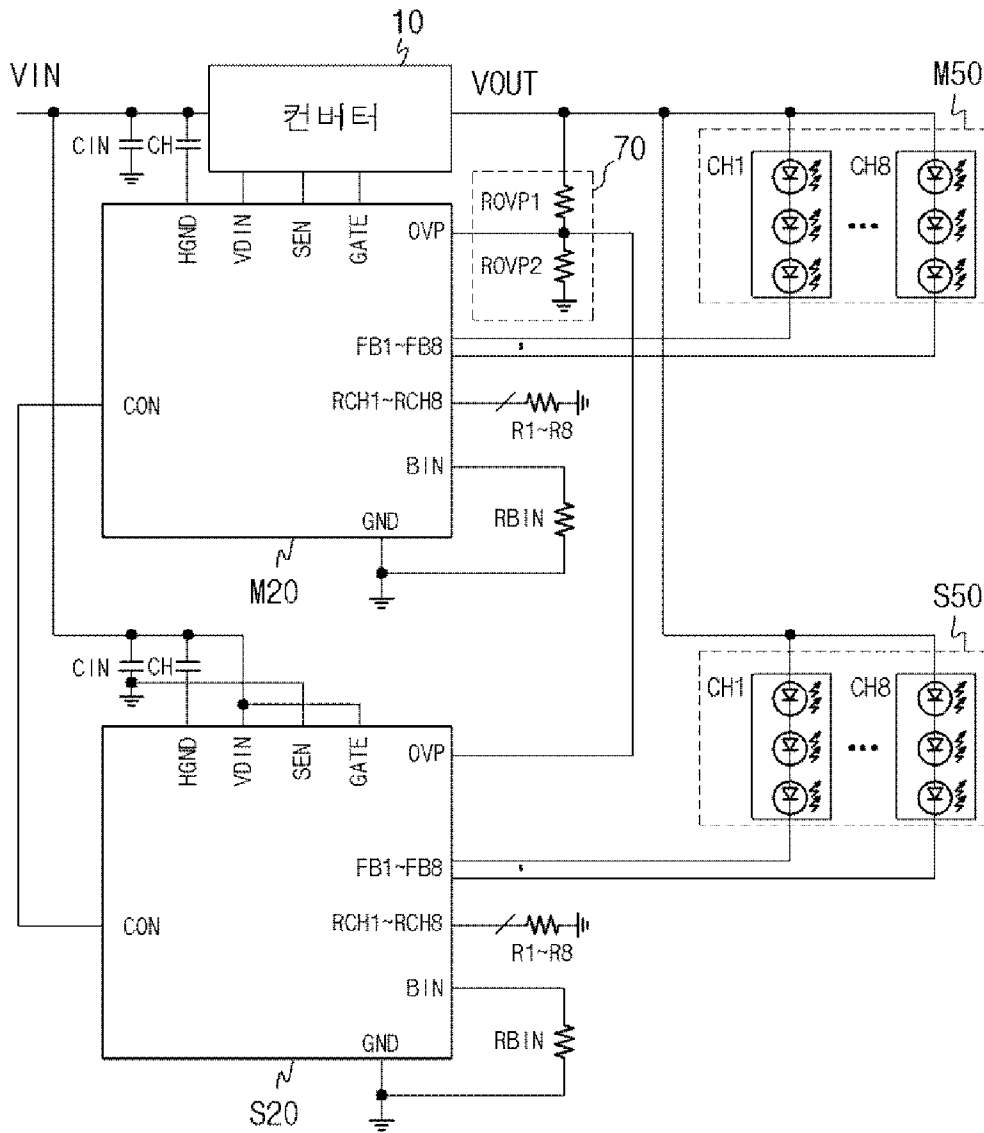 10
VIN
컨버터
VOUT
M50
CIN
CH
70
CH1
CH8
ROVP1
ROVP2
HGND
VDIN
SEN
GATE
OVP
FB1~FB8
CON
RCH1~RCH8
R1~R8
BIN
RBIN
GND
M20
S50
CIN
CH
CH1
CH8
HGND
VDIN
SEN
GATE
OVP
FB1~FB8
CON
RCH1~RCH8
R1~R8
BIN
RBIN
GND
S20